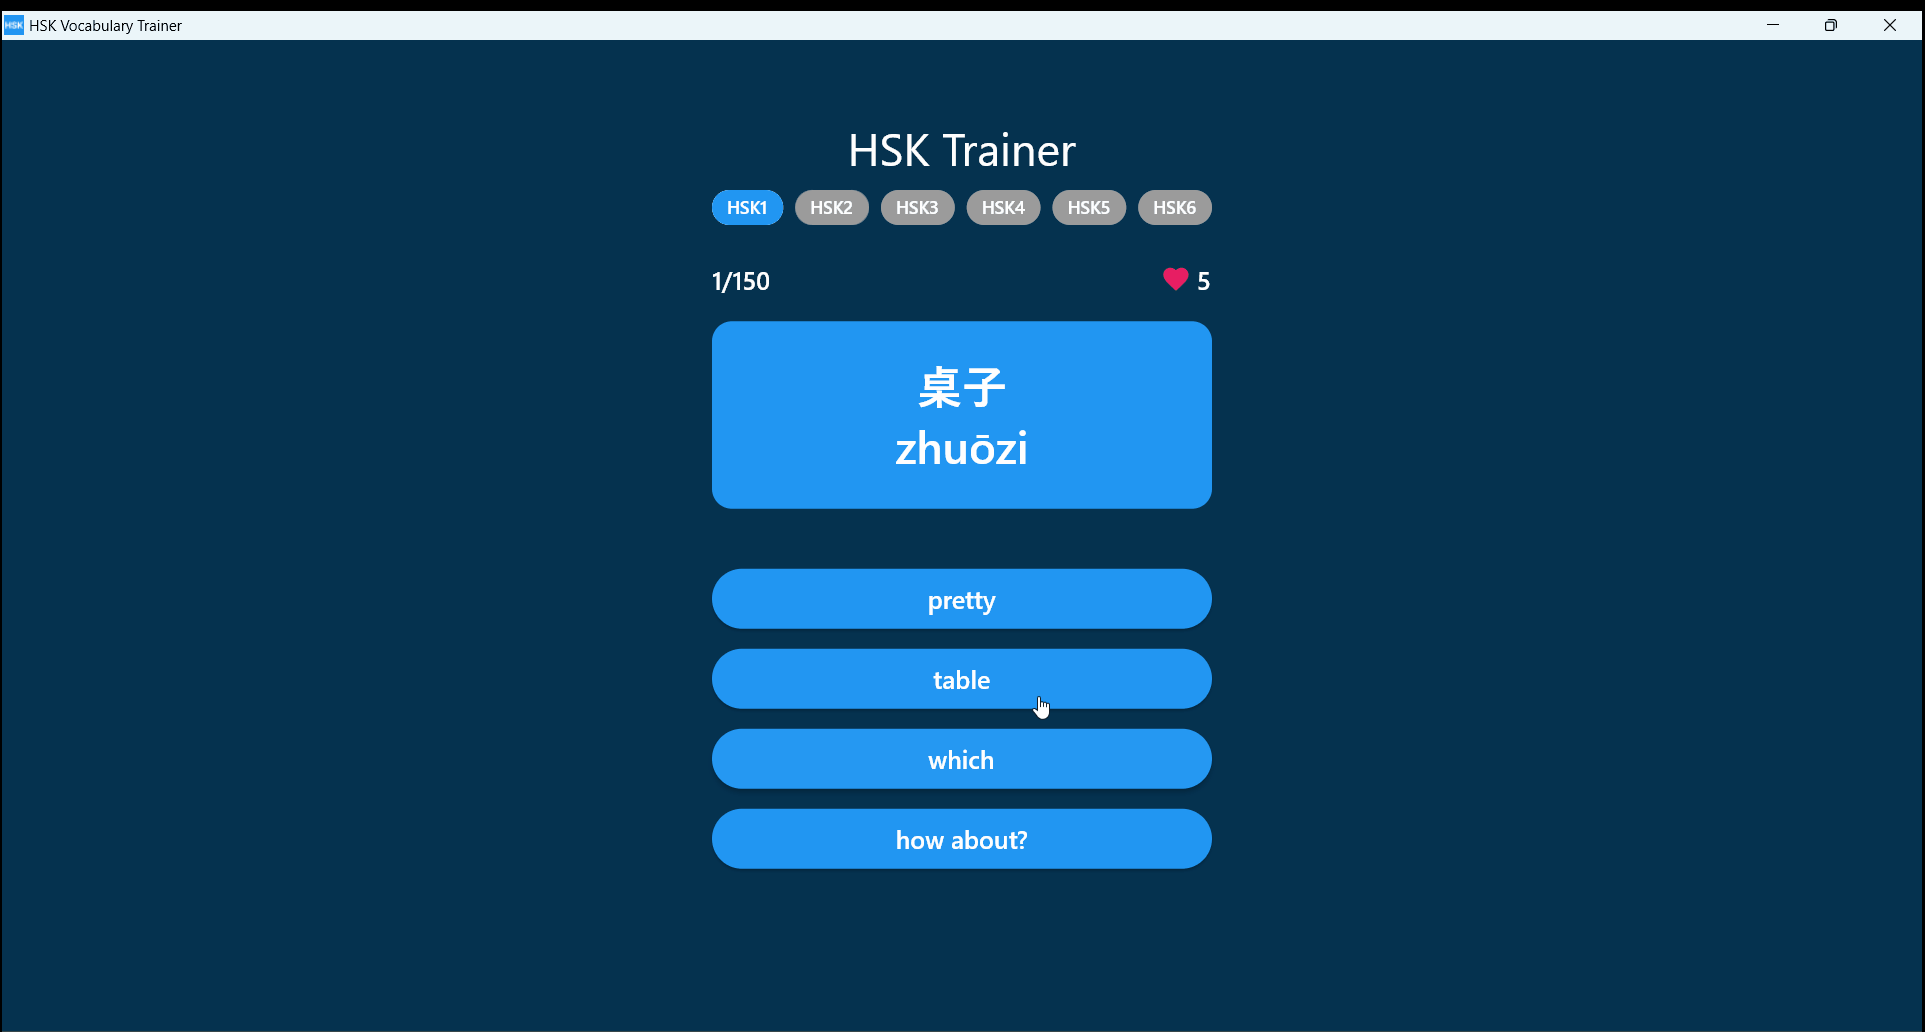 HSK HSK Vocabulary Trainer
HSK Trainer
HSK1 HSK2 HSK3 HSK4 HSK5 HSK6
1/150 5
桌子
zhuōzi
pretty
table
which
how about?